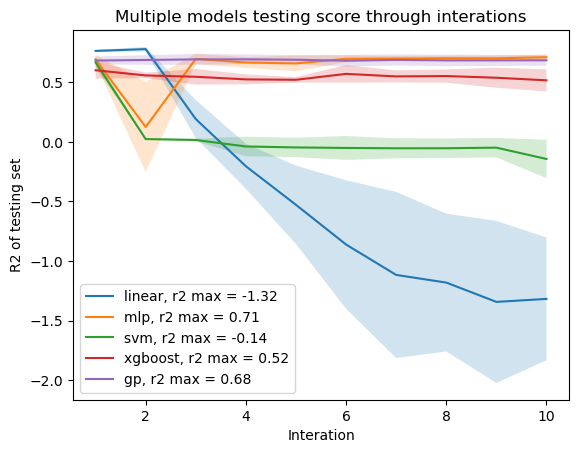 Multiple models testing score through interations
R2 of testing set
0.5
0.0
−0.5
−1.0
−1.5
−2.0
linear, r2 max = -1.32
mlp, r2 max = 0.71
svm, r2 max = -0.14
xgboost, r2 max = 0.52
gp, r2 max = 0.68
2
4
6
8
10
Interation